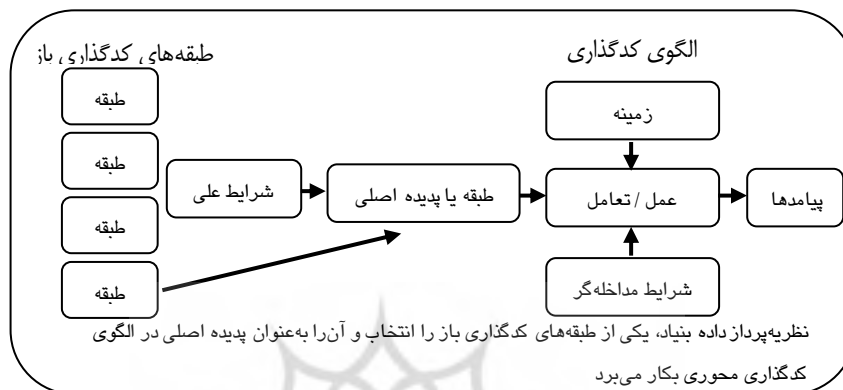 الگوی کدگذاری
طبقه‌های کدگذاری باز
طبقه
زمینه
طبقه
شرایط علی
طبقه یا پدیده اصلی
عمل / تعامل
پیامدها
طبقه
طبقه
شرایط مداخله‌گر
نظریه‌پرداز داده بنیاد، یکی از طبقه‌های کدگذاری باز را انتخاب و آن‌را به‌عنوان پدیده اصلی در الگوی
کدگذاری محوری بکار می‌برد